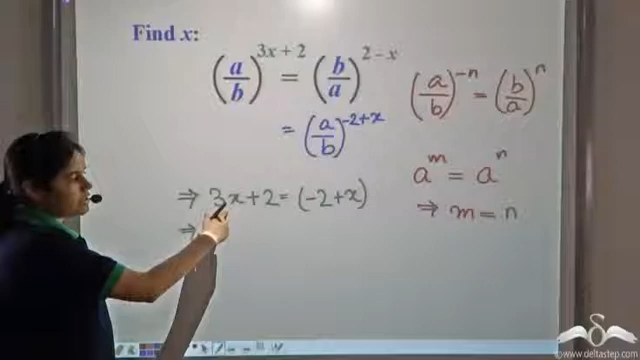 Find x:
(a/b)^(3x + 2) = (b/a)^(2 – x)
= (a/b)^(-2+x)
⇒ 3x+2 = (-2+x)
⇒
(a/b)^(-n) = (b/a)^n
a^m = a^n
⇒ m = n
www.deltastep.com